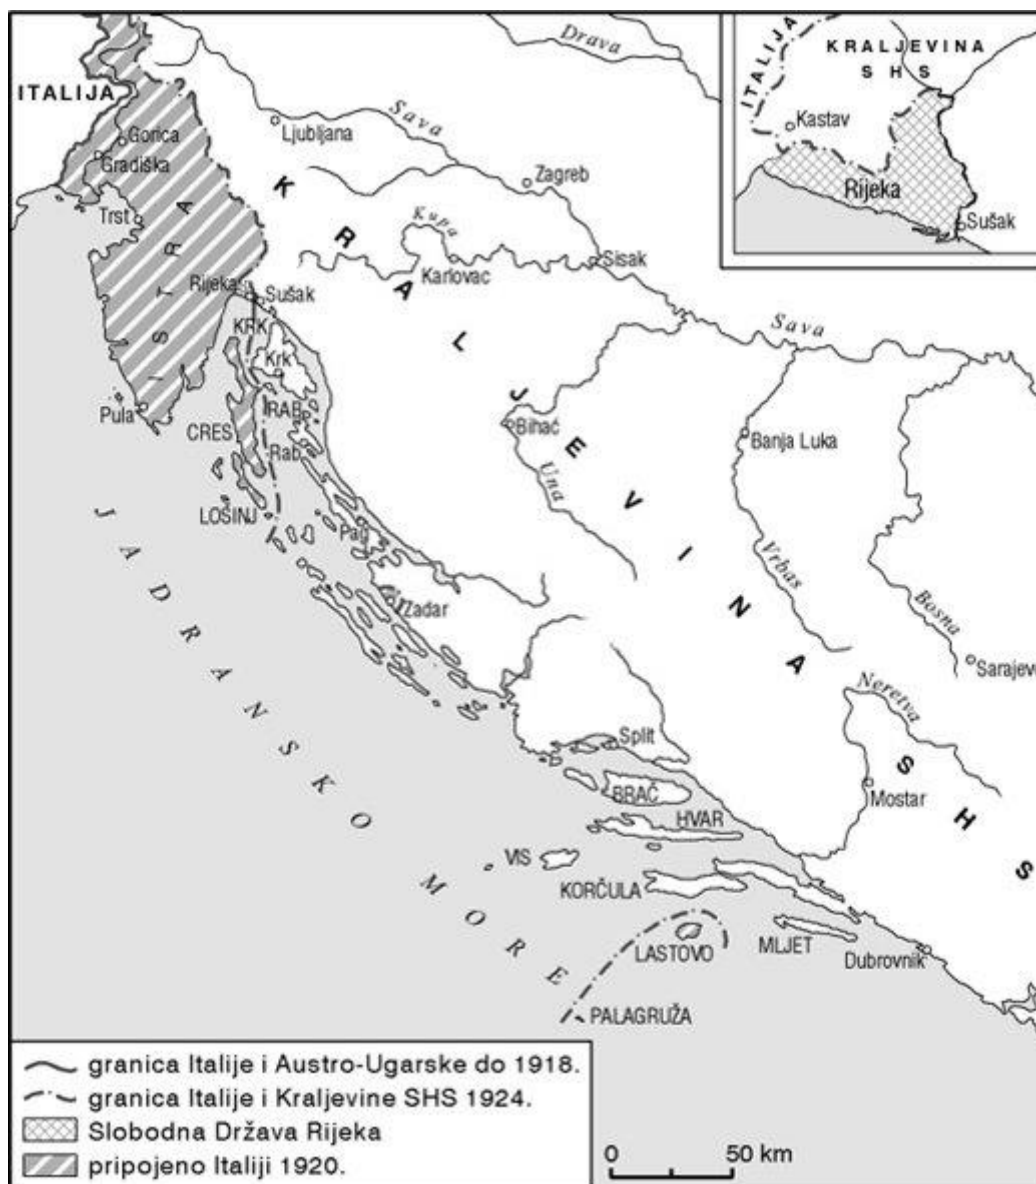 Drava
ITALIJA
KRALJEVINA
SHS
ITALIJA
Kastav
Rijeka
Sušak
Sava
Ljubljana
Gorica
Gradiška
Zagreb
Trst
Kupa
Karlovac
Sisak
ISTRA
Rijeka
Sušak
KRK
Krk
Sava
Pula
CRES
RAB
Rab
Bihać
Una
Banja Luka
LOŠINJ
Pag
Vrbas
Zadar
Bosna
Sarajevo
KRALJEVINA SHS
Neretva
Split
Mostar
BRAČ
HVAR
VIS
KORČULA
JADRANSKO MORE
LASTOVO
MLJET
Dubrovnik
PALAGRUŽA
granica Italije i Austro-Ugarske do 1918.
granica Italije i Kraljevine SHS 1924.
Slobodna Država Rijeka
pripojeno Italiji 1920.
0 50 km